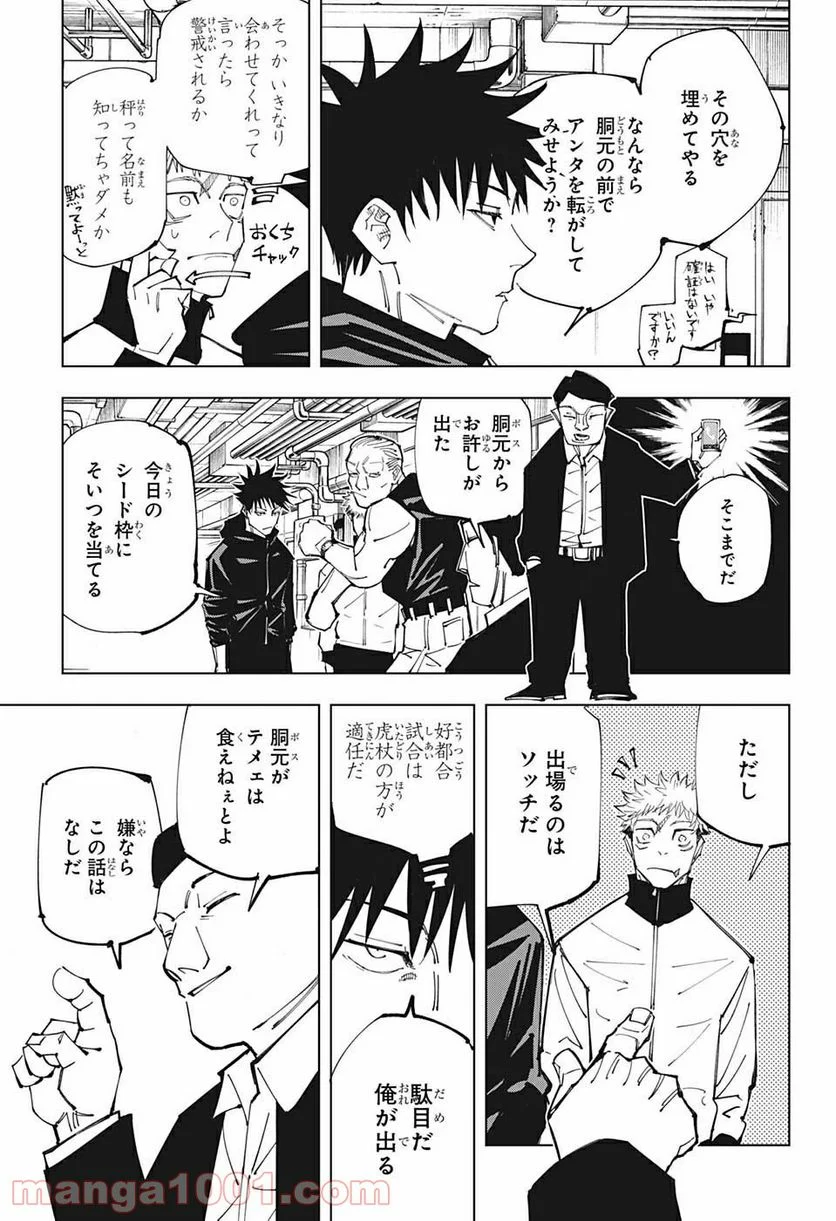 その穴を
埋めてやる
なんなら
胴元の前で
アンタを転がして
みせようか?
はい いや
確証はないです
いいん
ですか?
そっか いきなり
会わせてくれって
言ったら
警戒されるか
秤って名前も
知ってちゃダメか
黙ってよーっと
おくち
チャック
そこまでだ
胴元から
お許しが
出た
今日の
シード枠に
そいつを当てる
ただし
出場るのは
ソッチだ
好都合
試合は
虎杖の方が
適任だ
駄目だ
俺が出る
胴元が
テメェは
食えねぇとよ
嫌なら
この話は
なしだ
manga1001.com